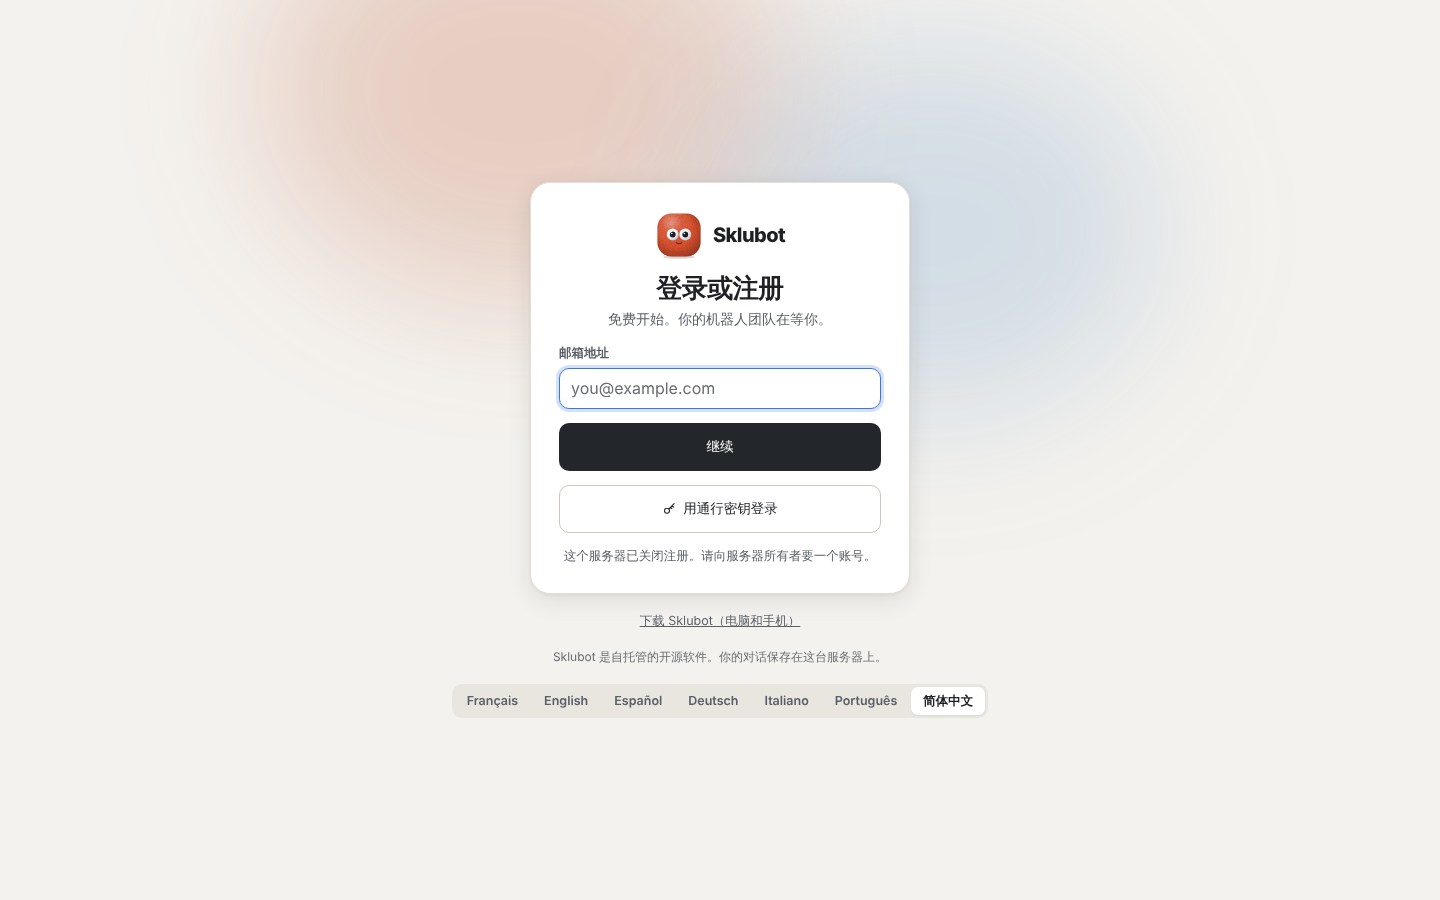 Sklubot
登录或注册
免费开始。你的机器人团队在等你。
邮箱地址
you@example.com
继续
用通行密钥登录
这个服务器已关闭注册。请向服务器所有者要一个账号。
下载 Sklubot（电脑和手机）
Sklubot 是自托管的开源软件。你的对话保存在这台服务器上。
Français English Español Deutsch Italiano Português 简体中文